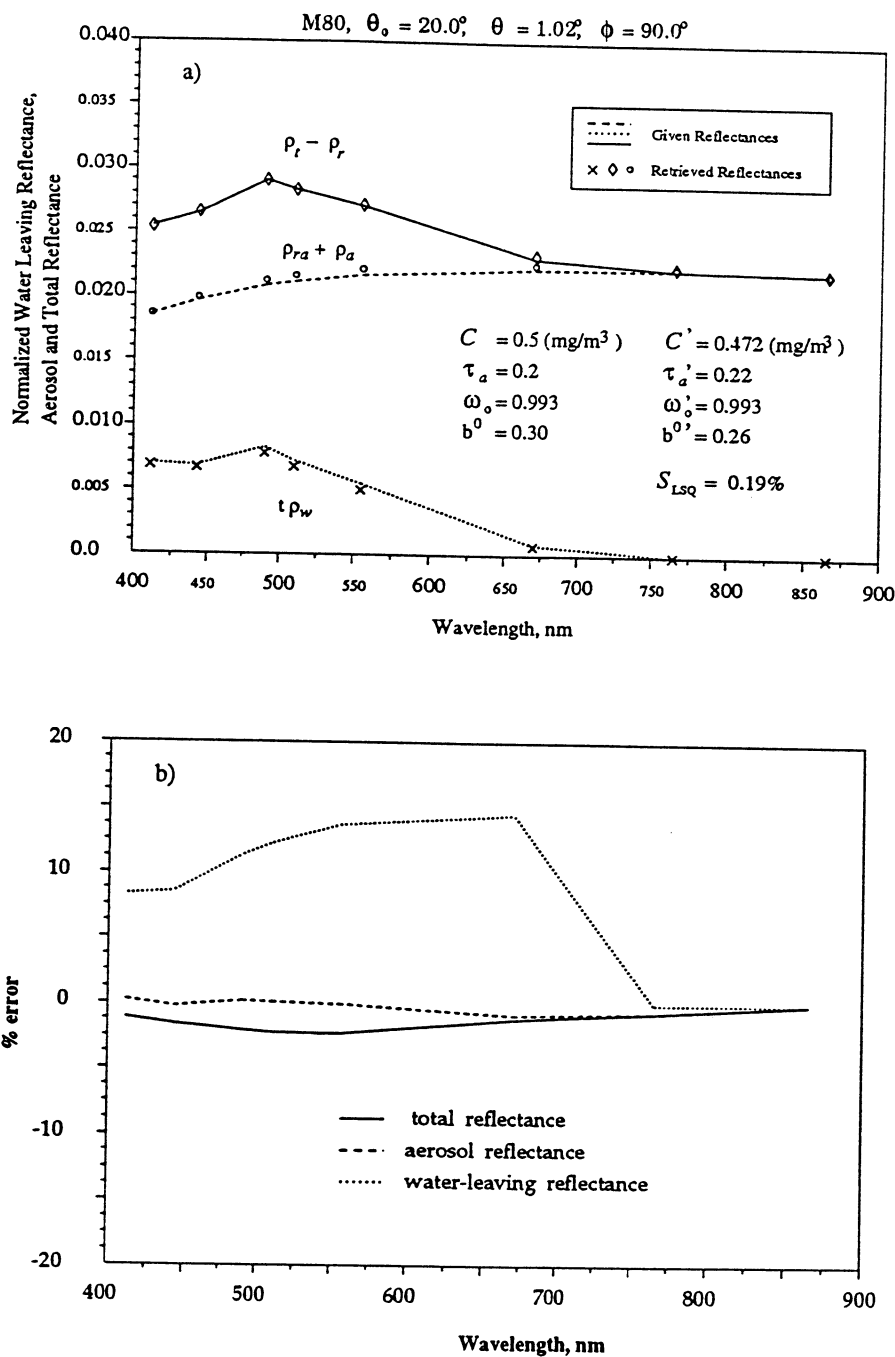 M80, θₒ = 20.0°, θ = 1.02°, ϕ = 90.0°
Normalized Water Leaving Reflectance,
Aerosol and Total Reflectance
0.040
0.035
0.030
0.025
0.020
0.015
0.010
0.005
0.0
a)
ρt − ρr
Given Reflectances
Retrieved Reflectances
ρra + ρa
C = 0.5 (mg/m³) C' = 0.472 (mg/m³)
τa = 0.2 τa' = 0.22
ωₒ = 0.993 ωₒ' = 0.993
b⁰ 0.30 b⁰' = 0.26
S_LSQ = 0.19%
t ρw
400 450 500 550 600 650 700 750 800 850 900
Wavelength, nm
20
10
0
-10
-20
% error
b)
total reflectance
aerosol reflectance
water-leaving reflectance
400 500 600 700 800 900
Wavelength, nm